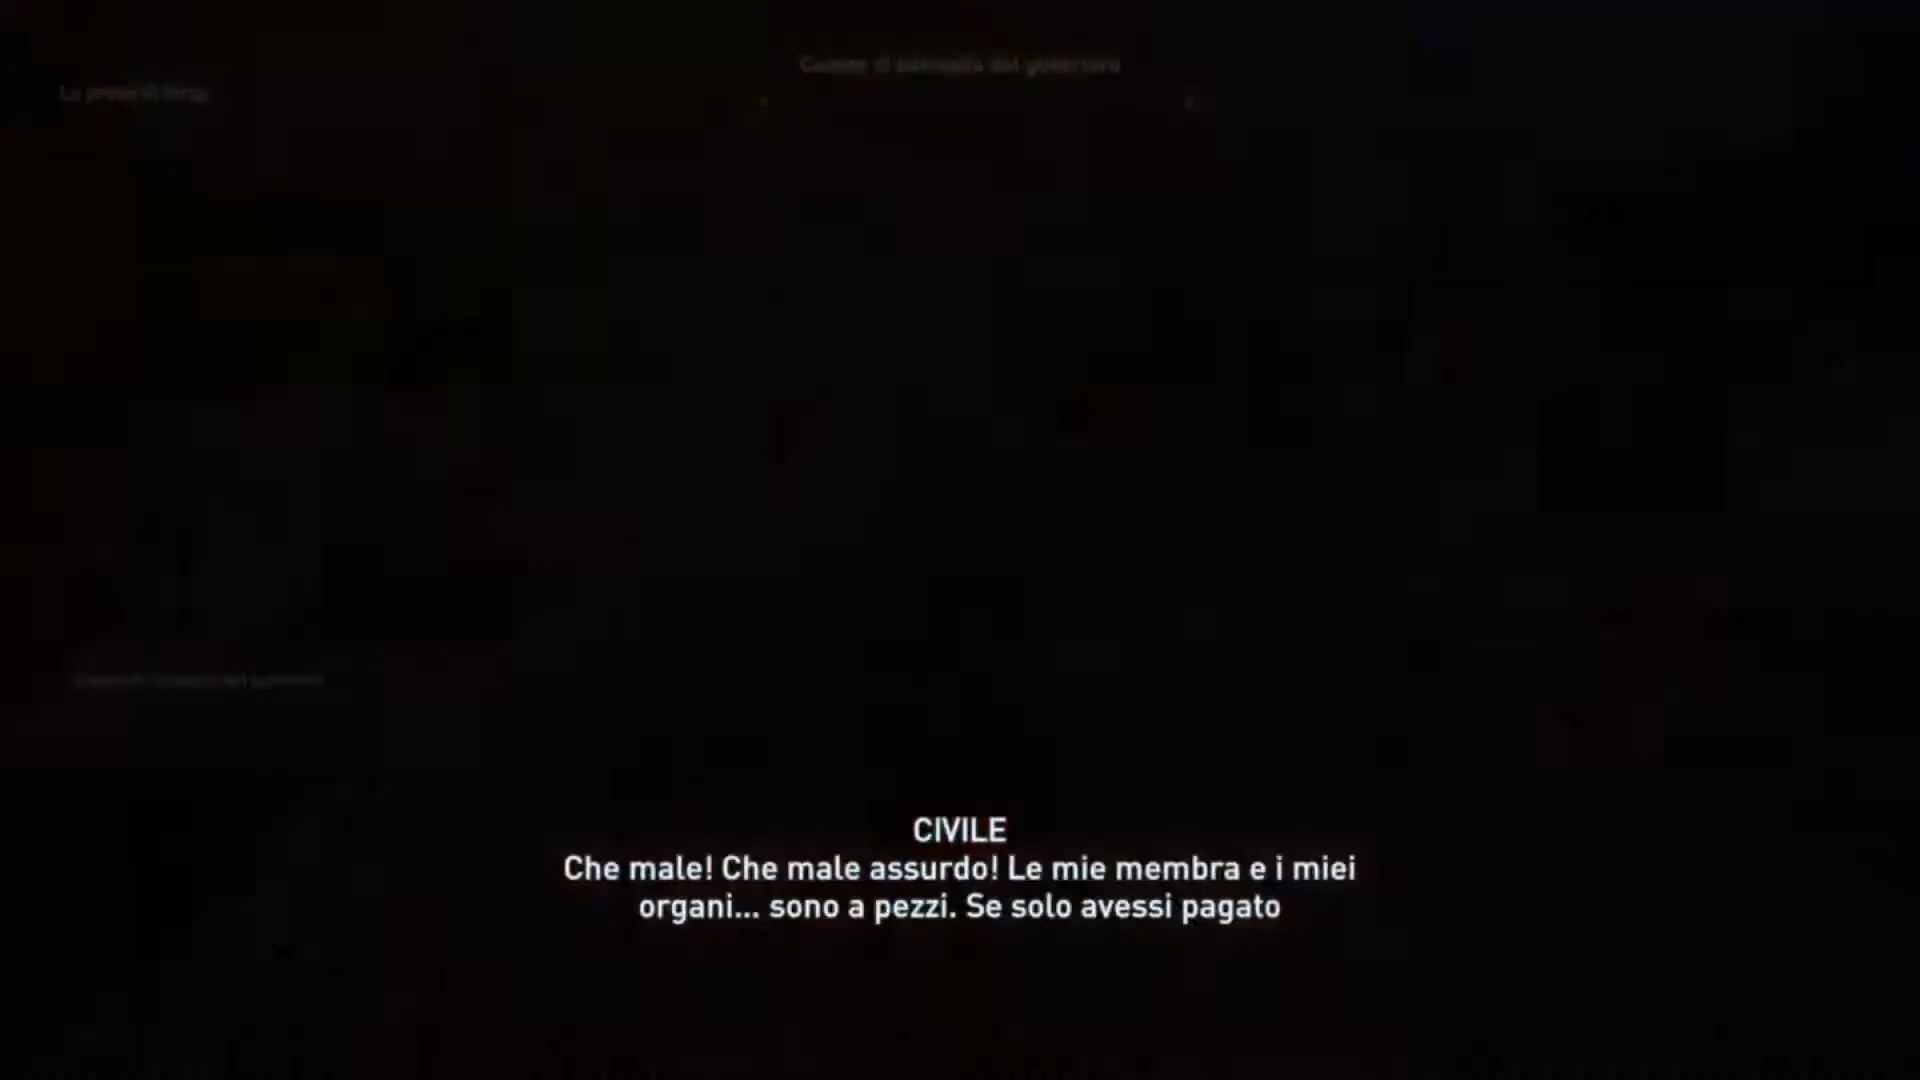 CIVILE
Che male! Che male assurdo! Le mie membra e i miei
organi... sono a pezzi. Se solo avessi pagato